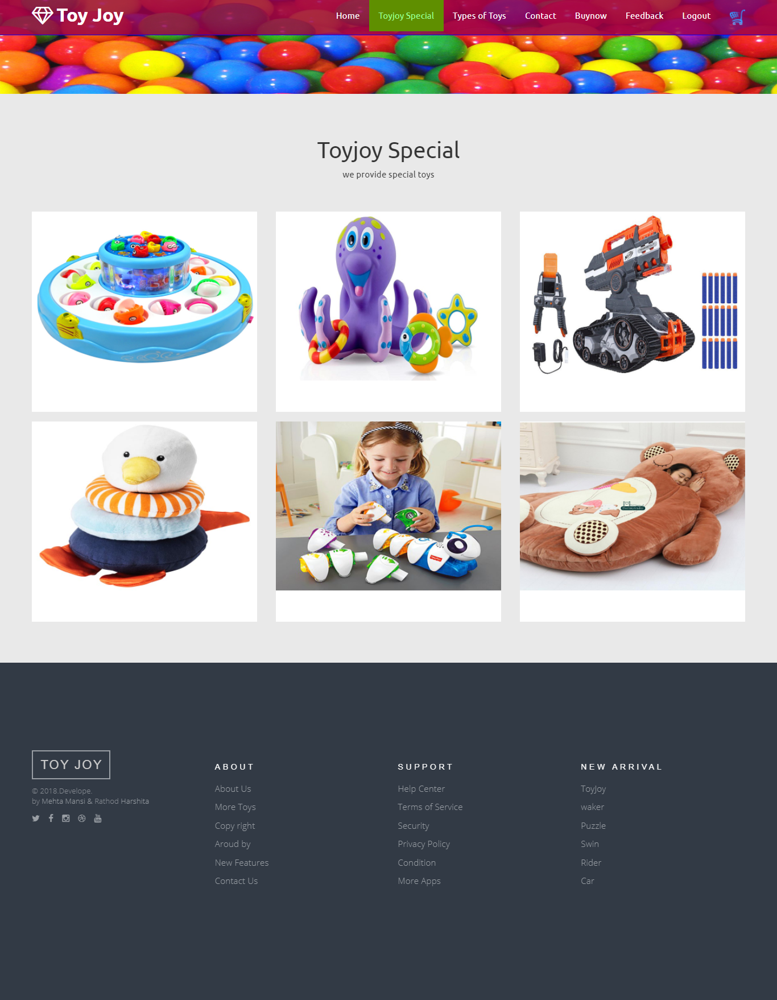 Toy Joy
Home
Toyjoy Special
Types of Toys
Contact
Buynow
Feedback
Logout
Toyjoy Special
we provide special toys
TOY JOY
© 2018.Develope.
by Mehta Mansi & Rathod Harshita
ABOUT
About Us
More Toys
Copy right
Aroud by
New Features
Contact Us
SUPPORT
Help Center
Terms of Service
Security
Privacy Policy
Condition
More Apps
NEW ARRIVAL
ToyJoy
waker
Puzzle
Swin
Rider
Car